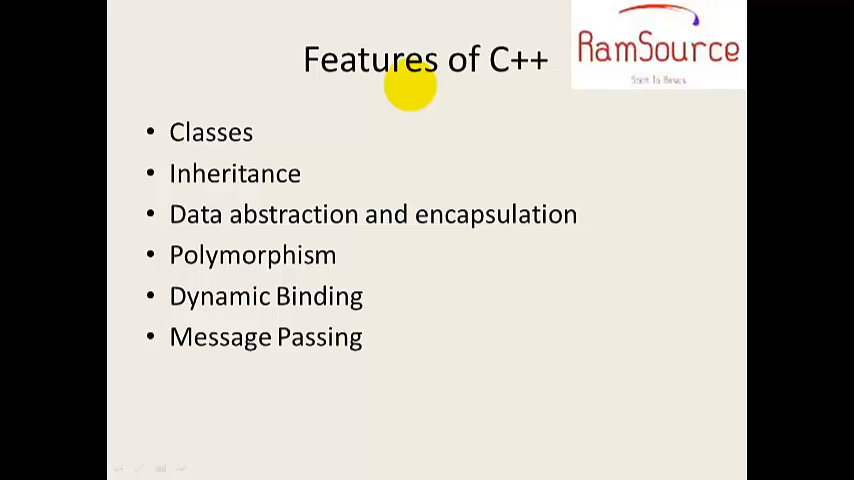 Features of C++
RamSource
• Classes
• Inheritance
• Data abstraction and encapsulation
• Polymorphism
• Dynamic Binding
• Message Passing